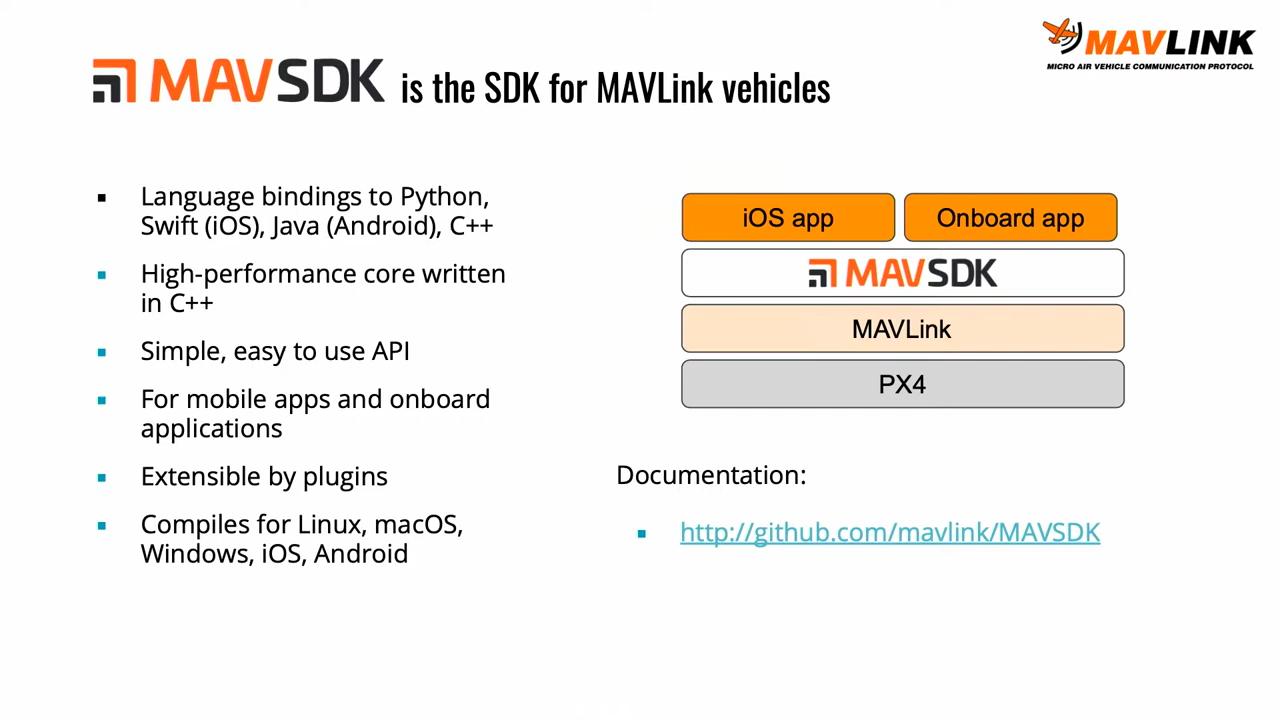 MAVLINK
MICRO AIR VEHICLE COMMUNICATION PROTOCOL
MAVSDK is the SDK for MAVLink vehicles
Language bindings to Python,
Swift (iOS), Java (Android), C++
High-performance core written
in C++
Simple, easy to use API
For mobile apps and onboard
applications
Extensible by plugins
Compiles for Linux, macOS,
Windows, iOS, Android
iOS app
Onboard app
MAVSDK
MAVLink
PX4
Documentation:
http://github.com/mavlink/MAVSDK